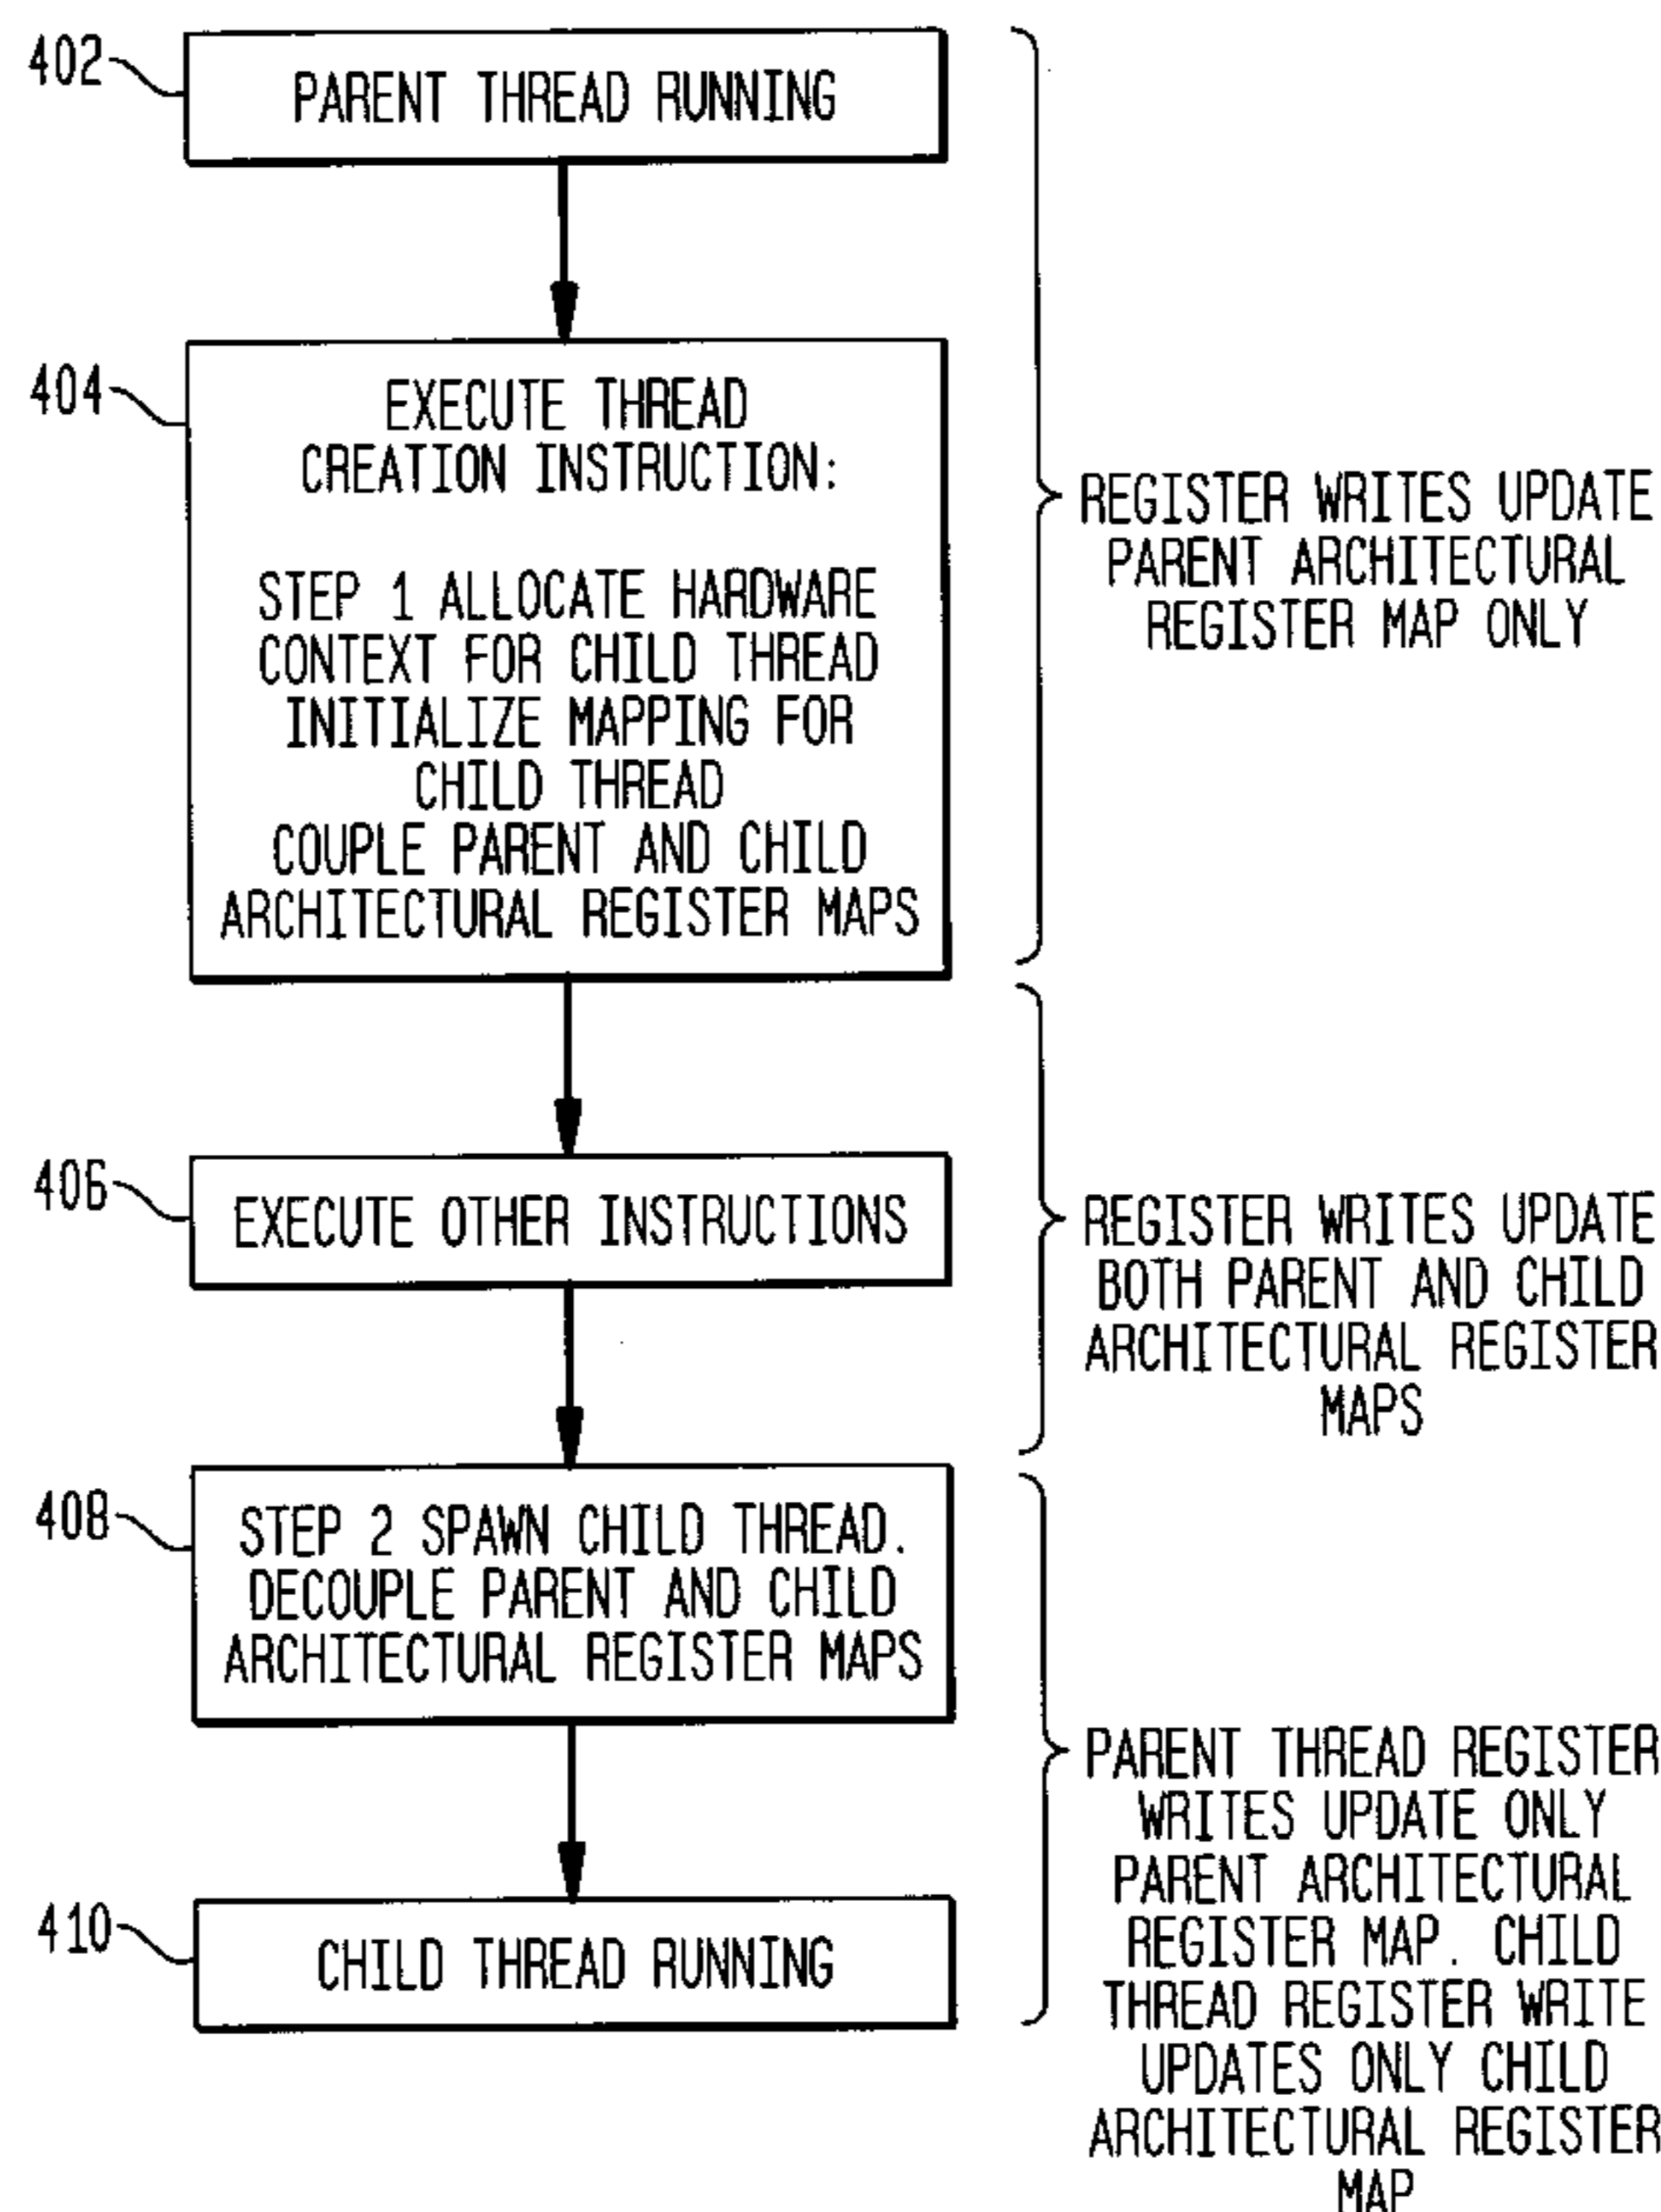 402
PARENT THREAD RUNNING
404
EXECUTE THREAD
CREATION INSTRUCTION:
STEP 1 ALLOCATE HARDWARE
CONTEXT FOR CHILD THREAD
INITIALIZE MAPPING FOR
CHILD THREAD
COUPLE PARENT AND CHILD
ARCHITECTURAL REGISTER MAPS
REGISTER WRITES UPDATE
PARENT ARCHITECTURAL
REGISTER MAP ONLY
406
EXECUTE OTHER INSTRUCTIONS
REGISTER WRITES UPDATE
BOTH PARENT AND CHILD
ARCHITECTURAL REGISTER
MAPS
408
STEP 2 SPAWN CHILD THREAD.
DECOUPLE PARENT AND CHILD
ARCHITECTURAL REGISTER MAPS
410
CHILD THREAD RUNNING
PARENT THREAD REGISTER
WRITES UPDATE ONLY
PARENT ARCHITECTURAL
REGISTER MAP. CHILD
THREAD REGISTER WRITE
UPDATES ONLY CHILD
ARCHITECTURAL REGISTER
MAP